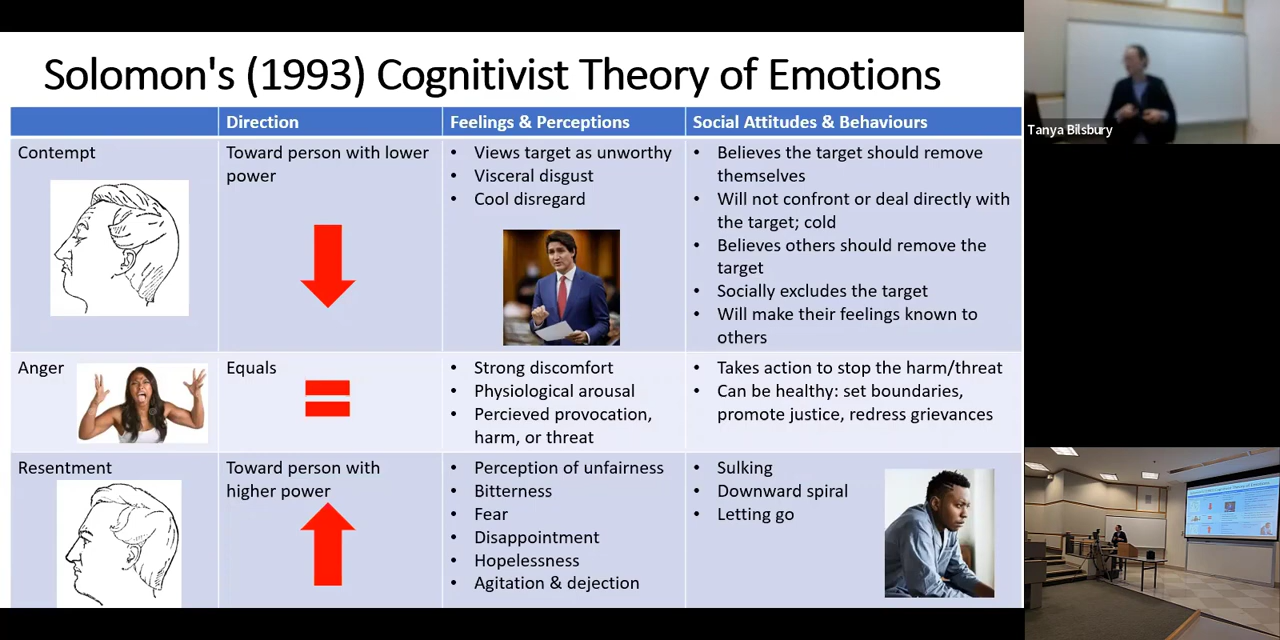 Solomon's (1993) Cognitivist Theory of Emotions
Direction
Feelings & Perceptions
Social Attitudes & Behaviours
Contempt
Toward person with lower
power
• Views target as unworthy
• Visceral disgust
• Cool disregard
• Believes the target should remove
themselves
• Will not confront or deal directly with
the target; cold
• Believes others should remove the
target
• Socially excludes the target
• Will make their feelings known to
others
Anger
Equals
• Strong discomfort
• Physiological arousal
• Percieved provocation,
harm, or threat
• Takes action to stop the harm/threat
• Can be healthy: set boundaries,
promote justice, redress grievances
Resentment
Toward person with
higher power
• Perception of unfairness
• Bitterness
• Fear
• Disappointment
• Hopelessness
• Agitation & dejection
• Sulking
• Downward spiral
• Letting go
Tanya Bilsbury